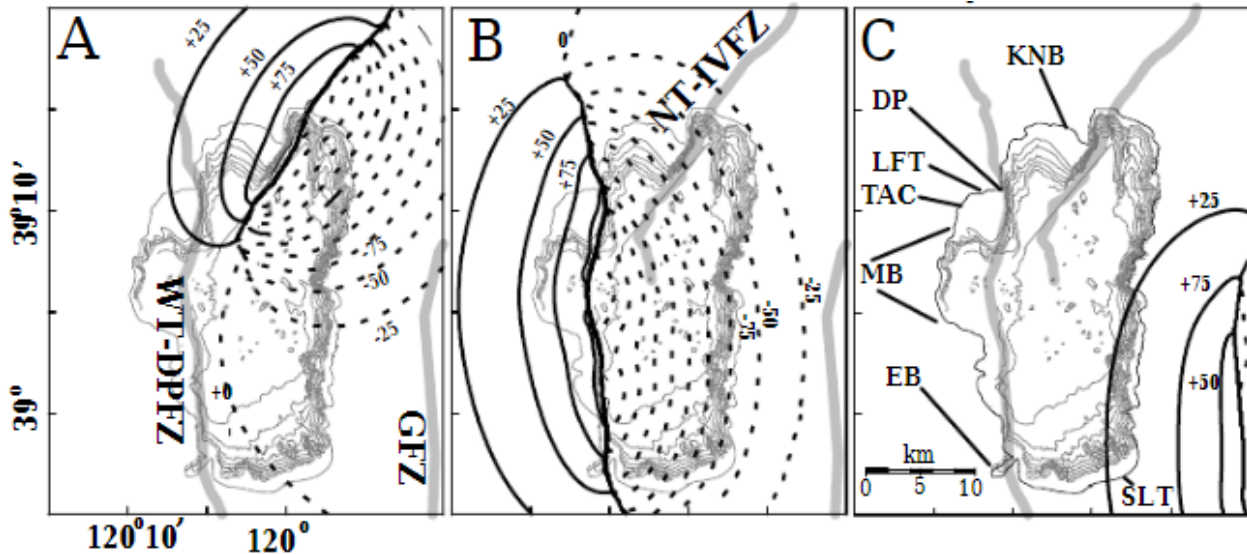 A
+25
+50
+75
-75
-50
-25
+0
WT-DPFZ
GFZ
39°10'
39°
120°10'
120°
B
0'
+25
+50
+75
NT-IVFZ
-25
-50
-75
C
KNB
DP
LFT
TAC
MB
EB
+25
+75
+50
km
0 5 10
SLT